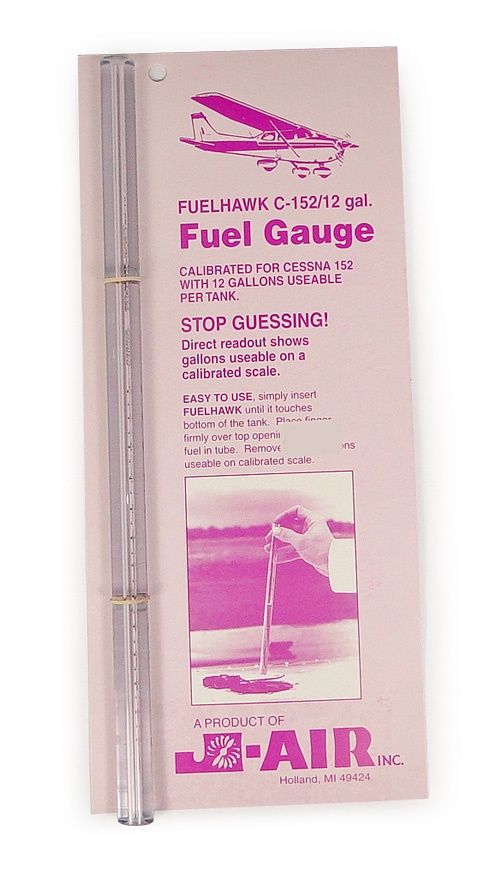 FUELHAWK C-152/12 gal.
Fuel Gauge
CALIBRATED FOR CESSNA 152
WITH 12 GALLONS USEABLE
PER TANK.
STOP GUESSING!
Direct readout shows
gallons useable on a
calibrated scale.
EASY TO USE, simply insert
FUELHAWK until it touches
bottom of the tank. Place finger
firmly over top
fuel in tube. Remove
useable on calibrated scale.
A PRODUCT OF
J-AIR INC.
Holland, MI 49424